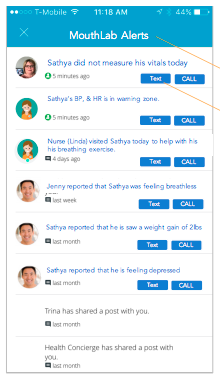 T-Mobile 11:18 AM 44%
MouthLab Alerts
Sathya did not measure his vitals today
5 minutes ago
Text CALL
Sathya's BP, & HR is in warning zone.
5 minutes ago
Text CALL
Nurse (Linda) visited Sathya today to help with his
breathing exercise.
4 days ago
Text CALL
Jenny reported that Sathya was feeling breathless
last week
Text CALL
Sathya reported that he is saw a weight gain of 2lbs
last month
Text CALL
Sathya reported that he is feeling depressed
last month
Text CALL
Trina has shared a post with you.
last month
Health Concierge has shared a post with
you.
last month